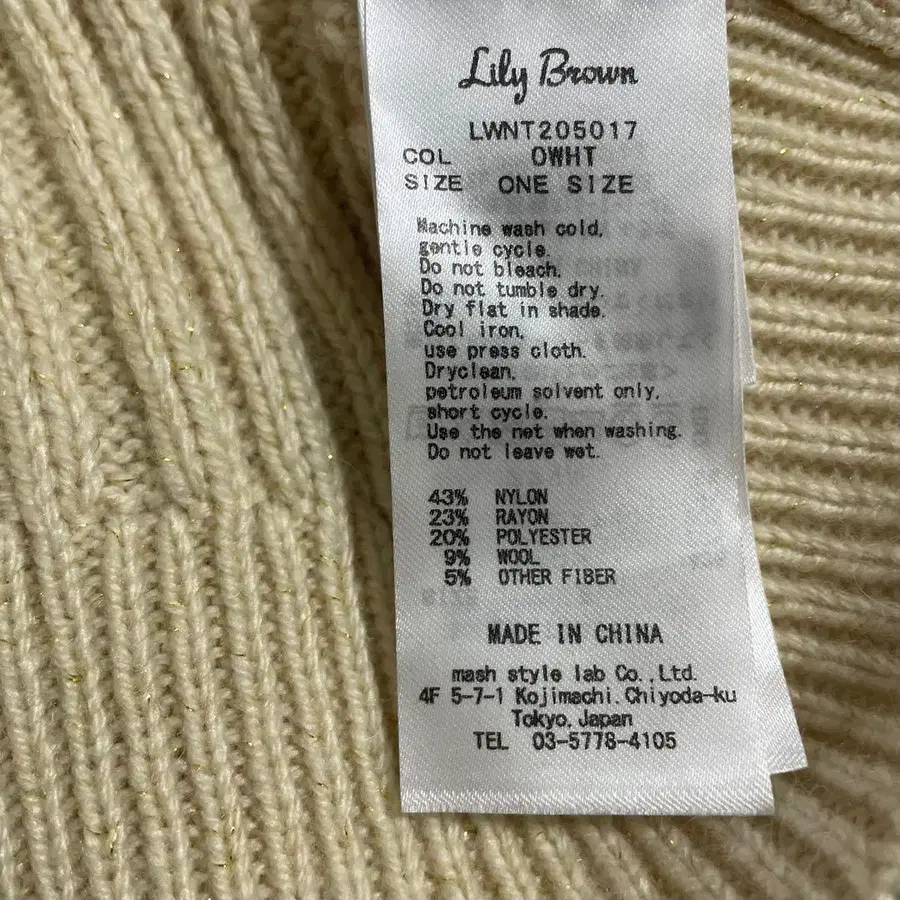 Lily Brown
LWNT205017
COL OWHT
SIZE ONE SIZE
Machine wash cold,
gentle cycle.
Do not bleach.
Do not tumble dry.
Dry flat in shade.
Cool iron,
use press cloth.
Dryclean,
petroleum solvent only,
short cycle.
Use the net when washing.
Do not leave wet.
43% NYLON
23% RAYON
20% POLYESTER
9% WOOL
5% OTHER FIBER
MADE IN CHINA
mash style lab Co.,Ltd.
4F 5-7-1 Kojimachi,Chiyoda-ku
Tokyo,Japan
TEL 03-5778-4105